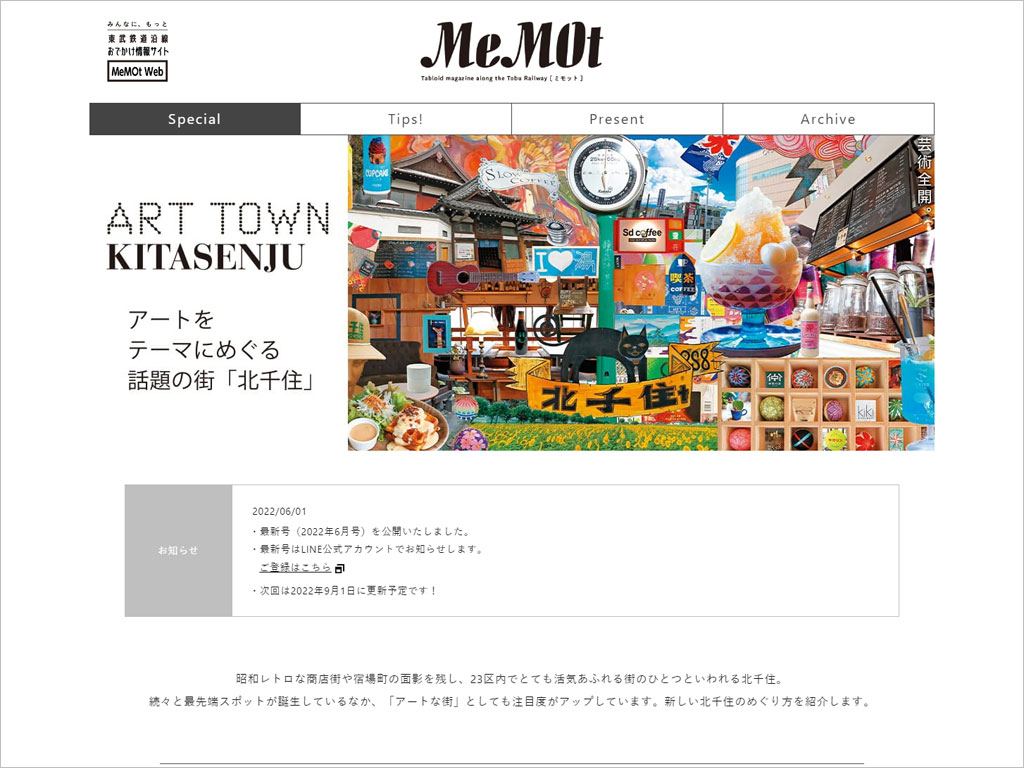 みんなに、もっと
東武鉄道沿線
おでかけ情報サイト
MeMOt Web
MeMOt
Tabloid magazine along the Tobu Railway [ ミモット ]
Special
Tips!
Present
Archive
ART TOWN
KITASENJU
アートを
テーマにめぐる
話題の街「北千住」
芸術全開。
CUPCAKE
SLOW
COFFEE
Sd coffee
I
喫茶
COFFEE
888
北千住
kiki
お知らせ
2022/06/01
・最新号（2022年6月号）を公開いたしました。
・最新号はLINE公式アカウントでお知らせします。
ご登録はこちら
・次回は2022年9月1日に更新予定です！
昭和レトロな商店街や宿場町の面影を残し、23区内でとても活気あふれる街のひとつといわれる北千住。
続々と最先端スポットが誕生しているなか、「アートな街」としても注目度がアップしています。新しい北千住のめぐり方を紹介します。